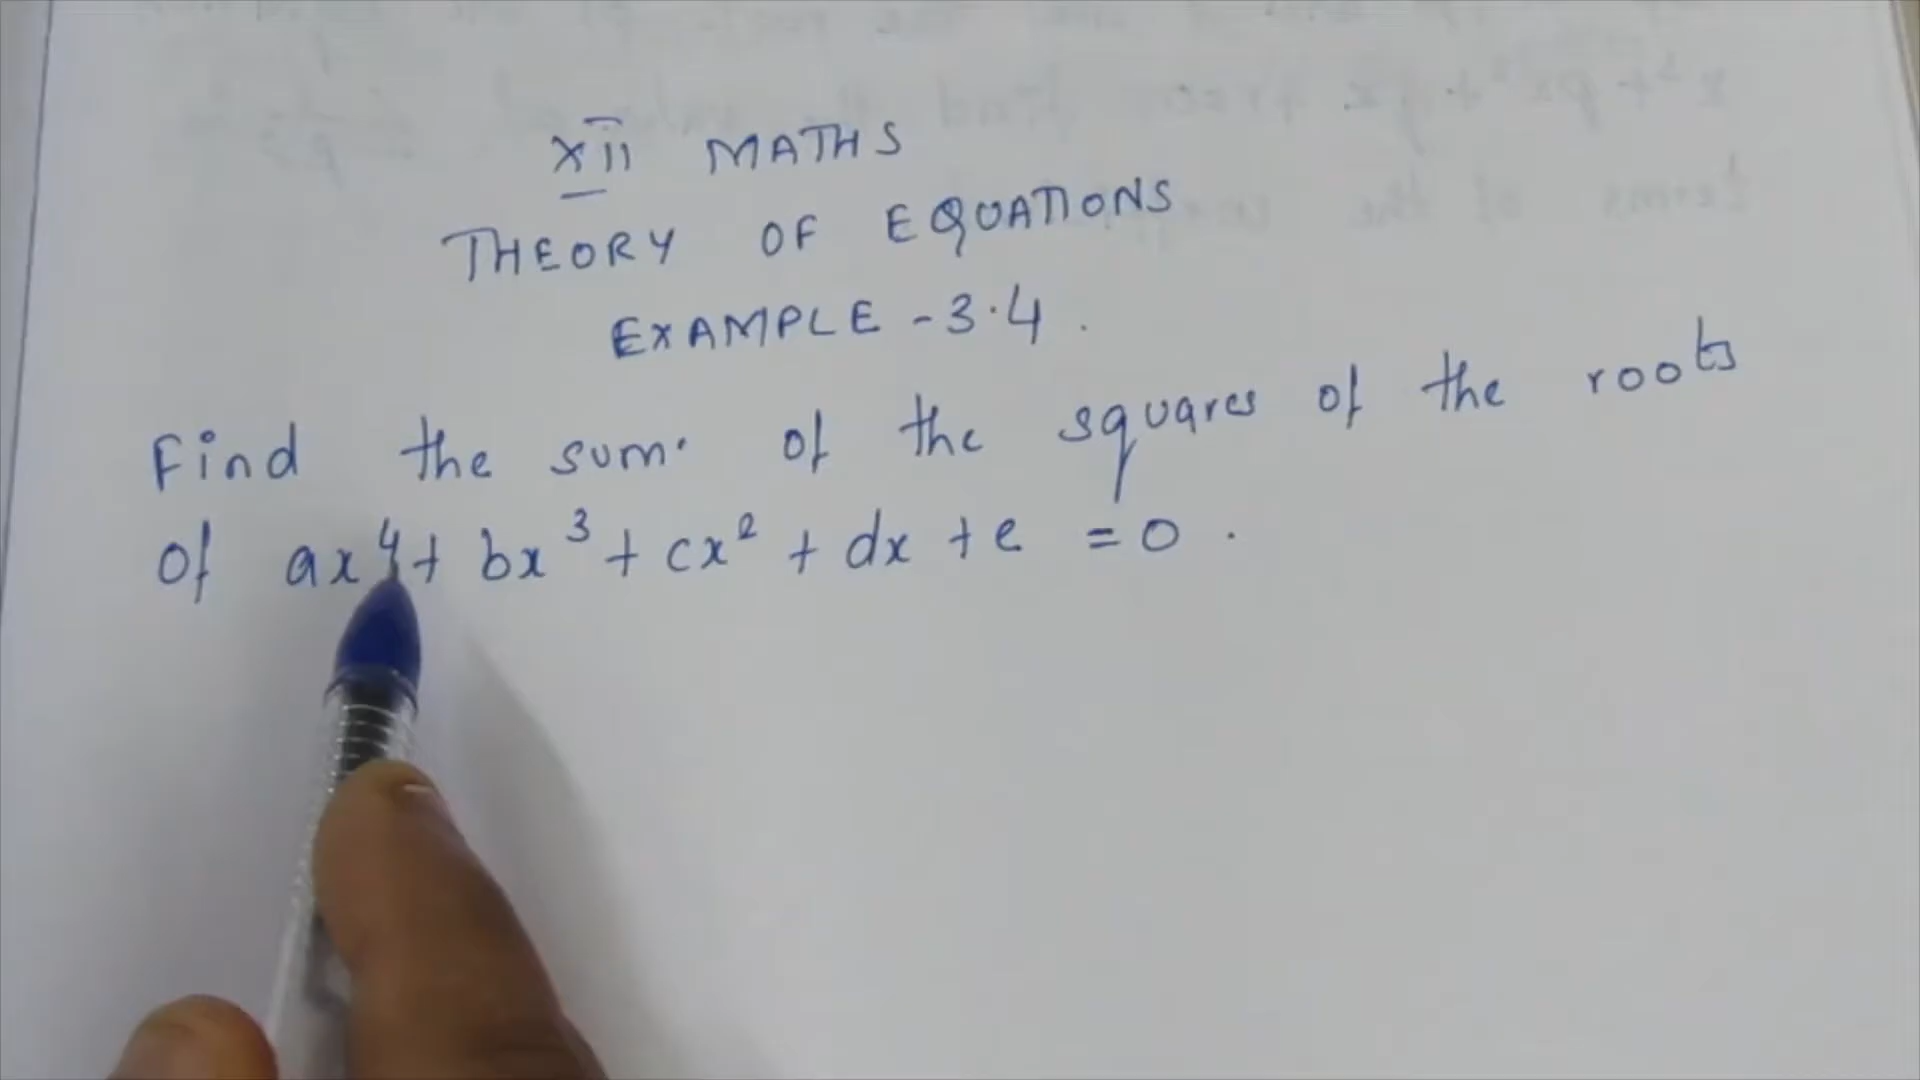 XII MATHS
THEORY OF EQUATIONS
EXAMPLE - 3.4.
Find the sum of the squares of the roots
of ax⁴ + bx³ + cx² + dx + e = 0.